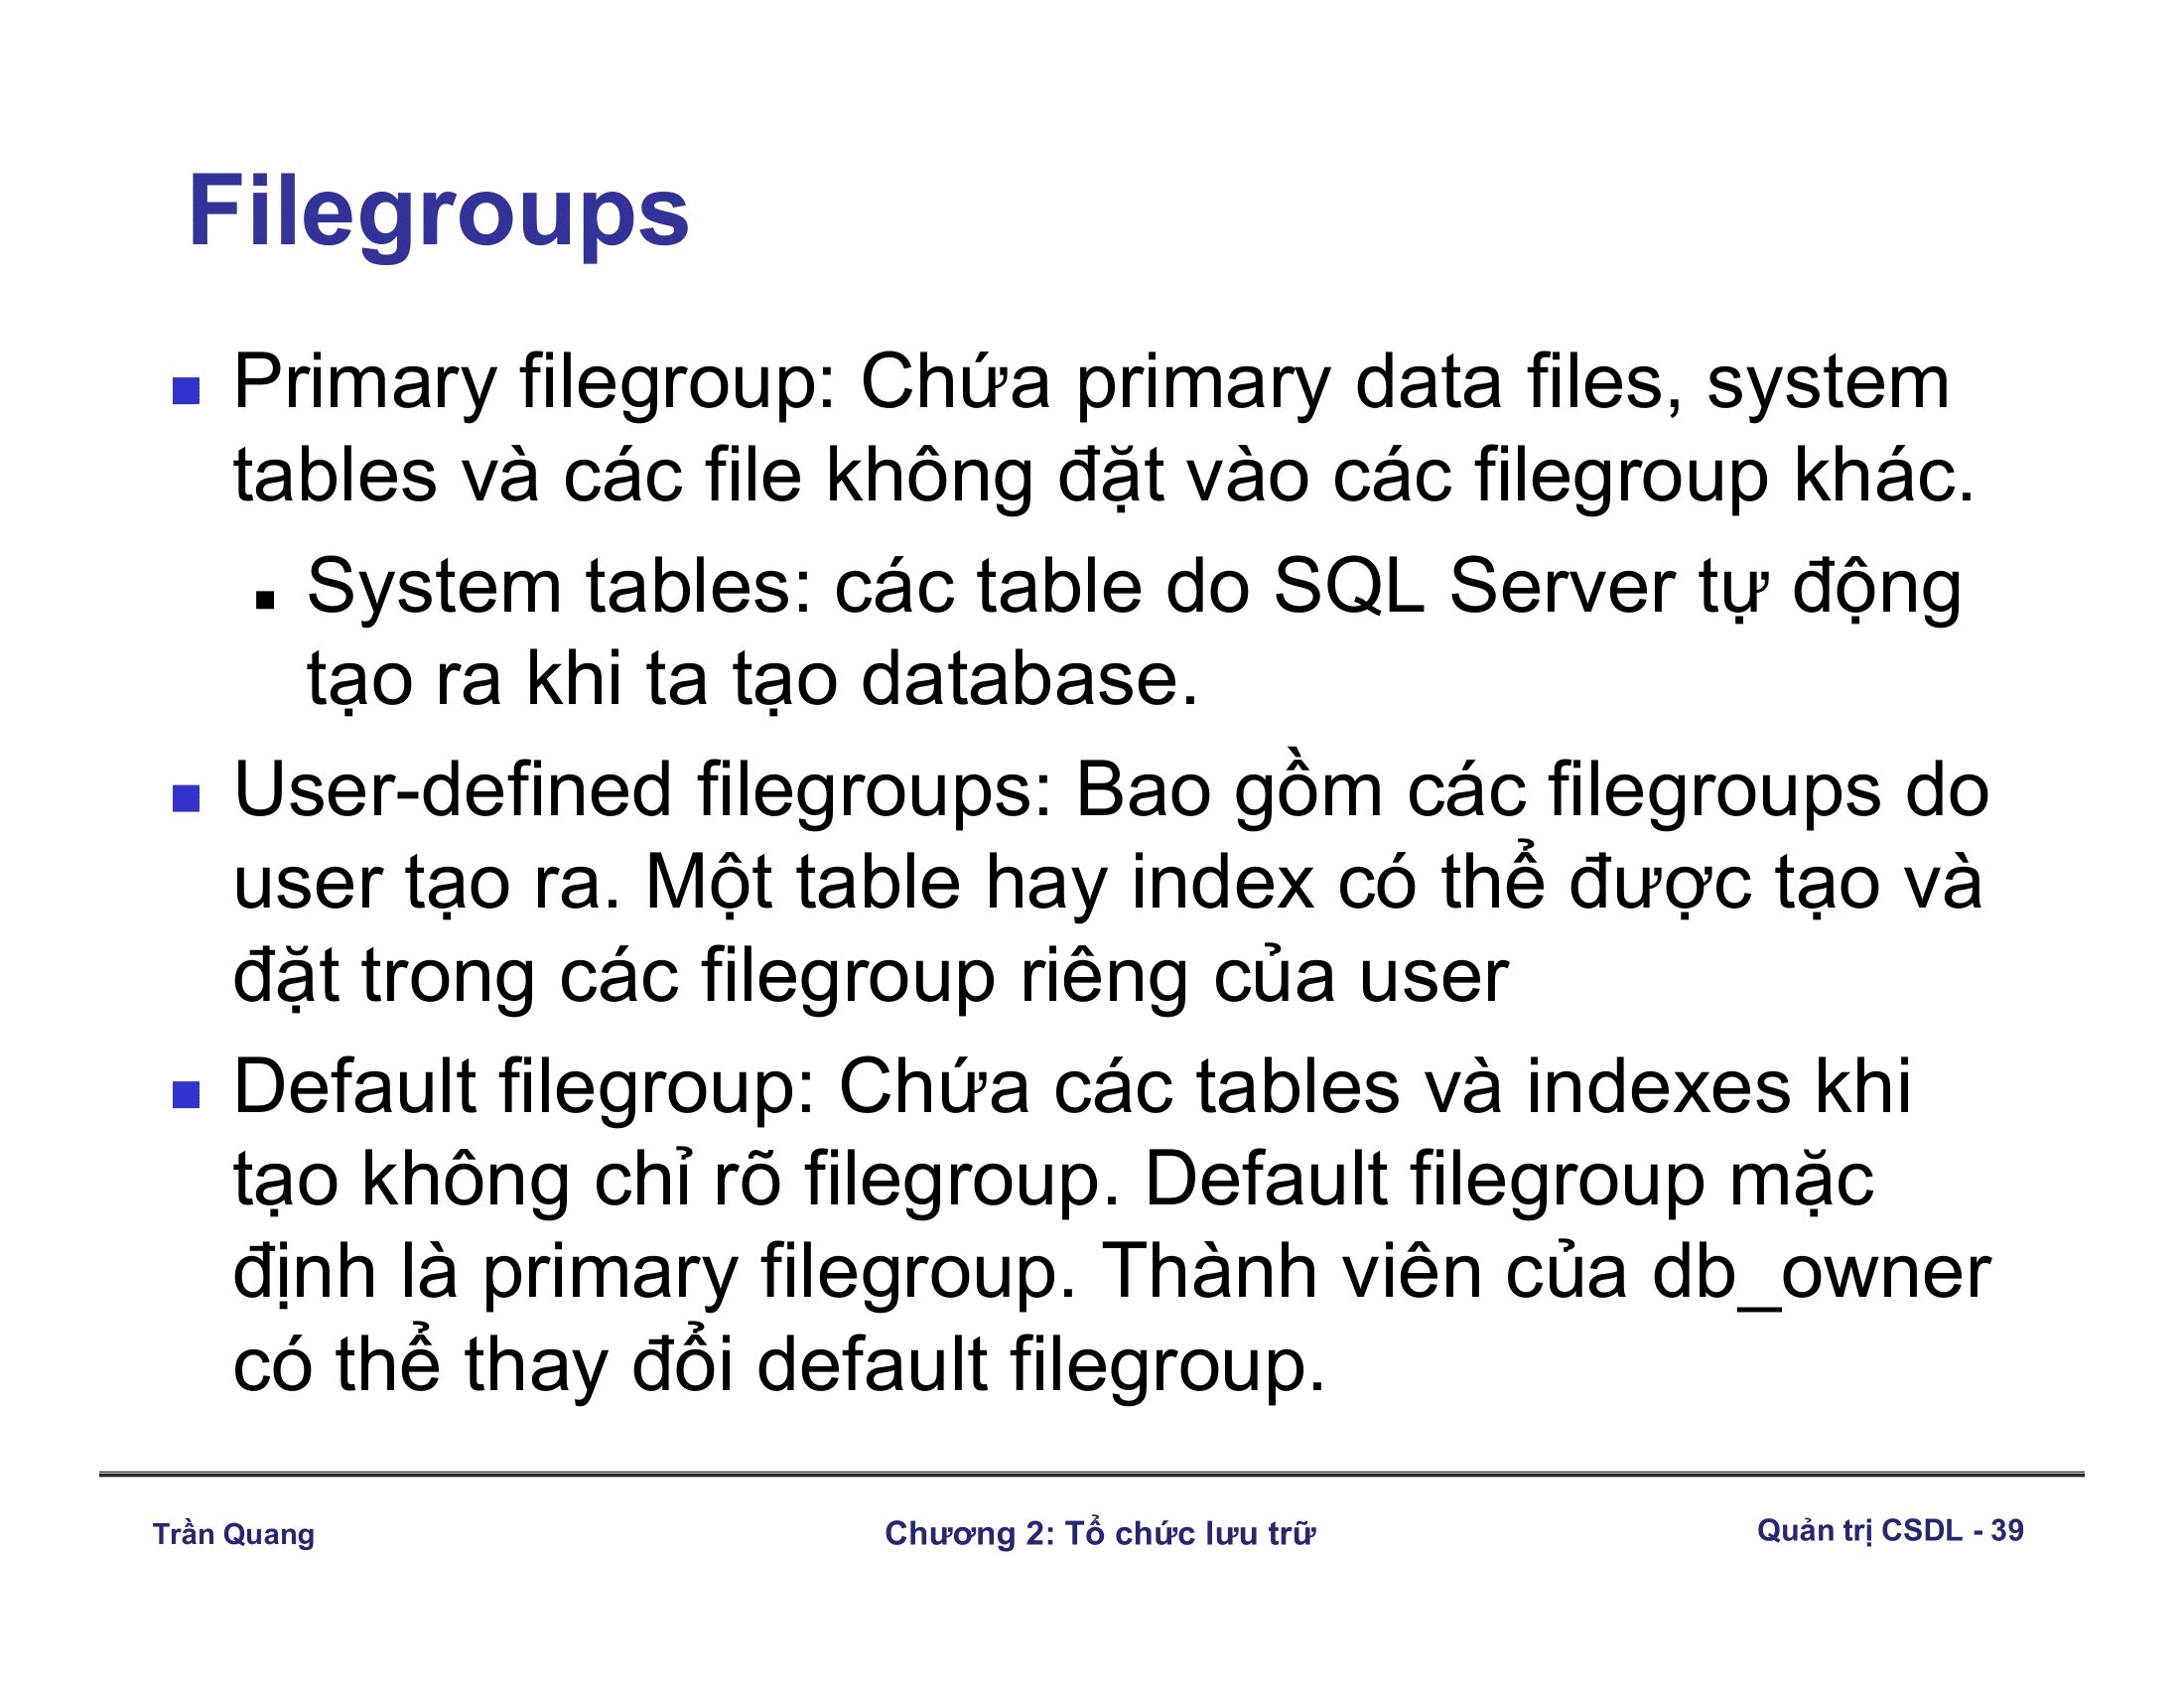 Filegroups
Primary filegroup: Chứa primary data files, system
tables và các file không đặt vào các filegroup khác.
System tables: các table do SQL Server tự động
tạo ra khi ta tạo database.
User-defined filegroups: Bao gồm các filegroups do
user tạo ra. Một table hay index có thể được tạo và
đặt trong các filegroup riêng của user
Default filegroup: Chứa các tables và indexes khi
tạo không chỉ rõ filegroup. Default filegroup mặc
định là primary filegroup. Thành viên của db_owner
có thể thay đổi default filegroup.
Trần Quang
Chương 2: Tổ chức lưu trữ
Quản trị CSDL - 39